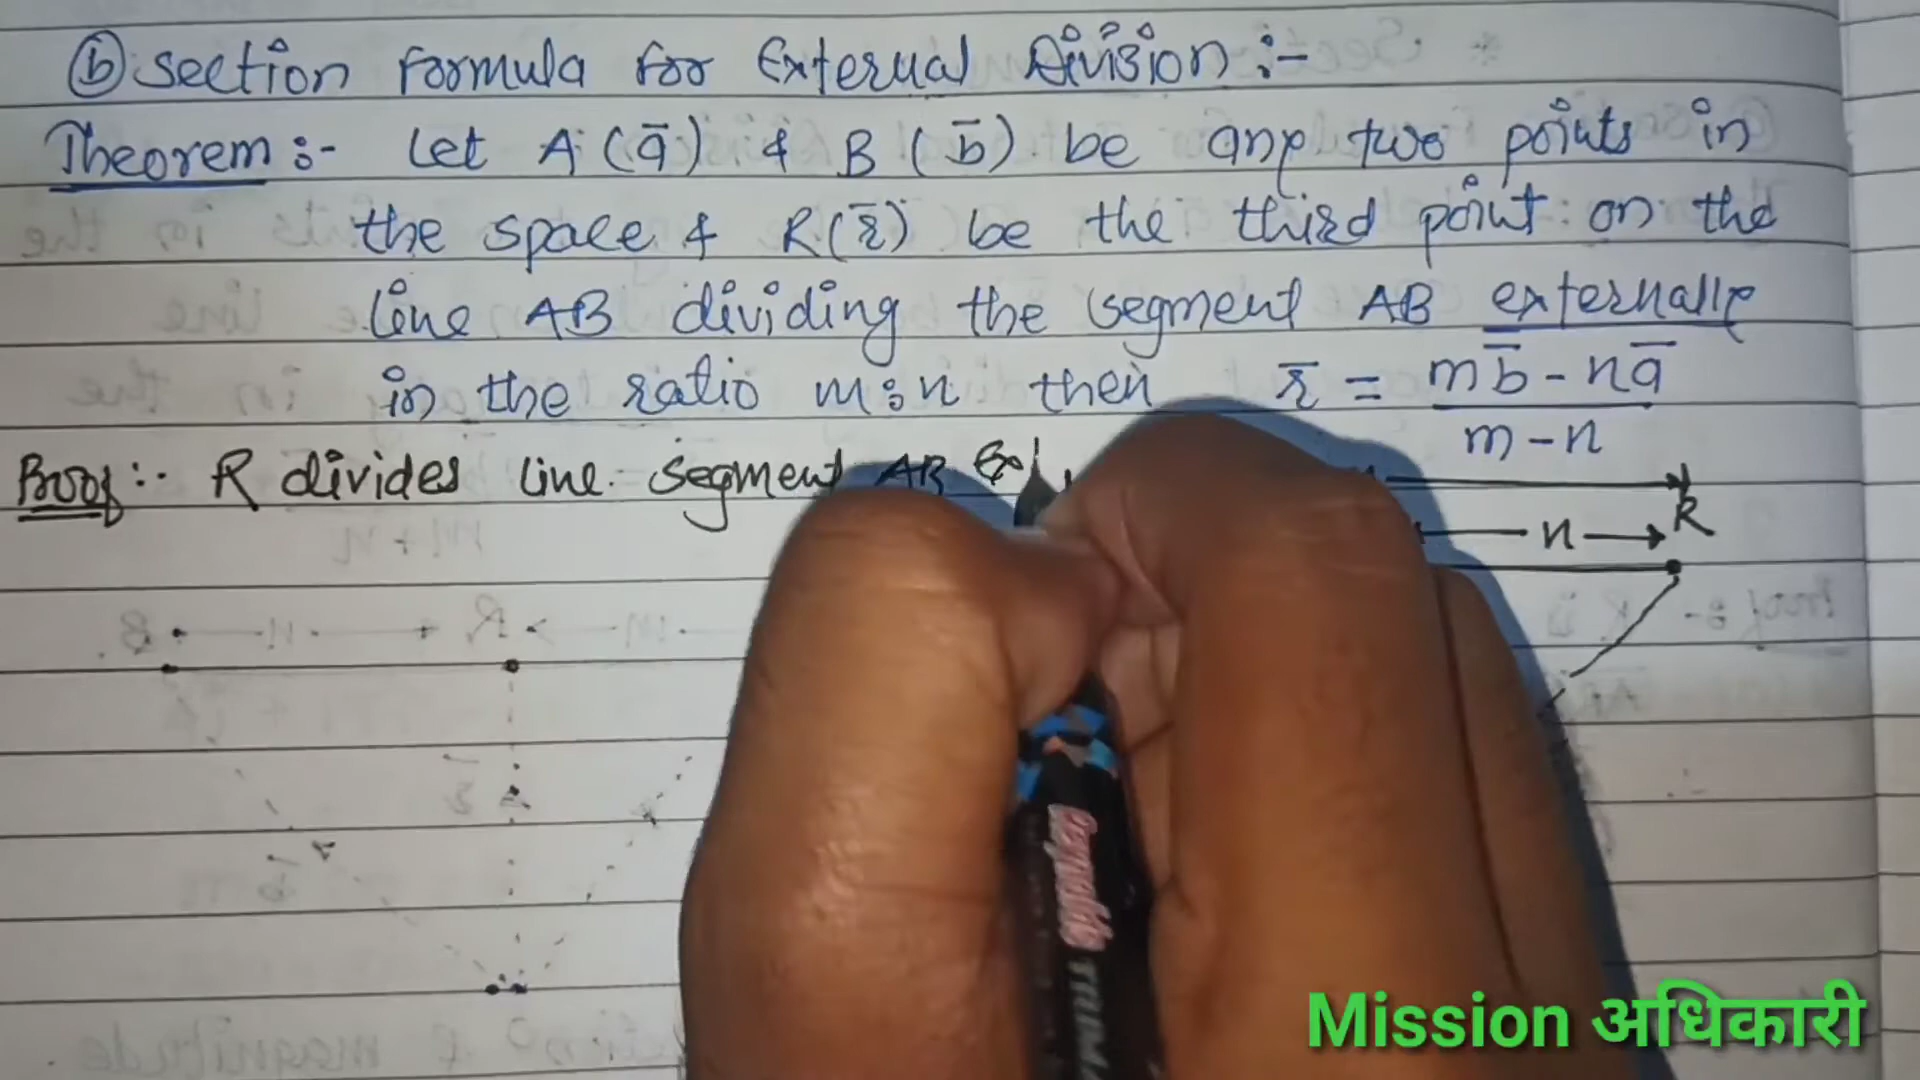 ⓑ section formula for External Division :-
Theorem :- Let A (a̅) & B (b̅) be any two points in
the space & R(r̅) be the third point on the
line AB dividing the segment AB externally
in the ratio m:n then r̅ = mb̅ - na̅ / m - n
Proof :- R divides line segment AB Ex
R
n
Mission अधिकारी